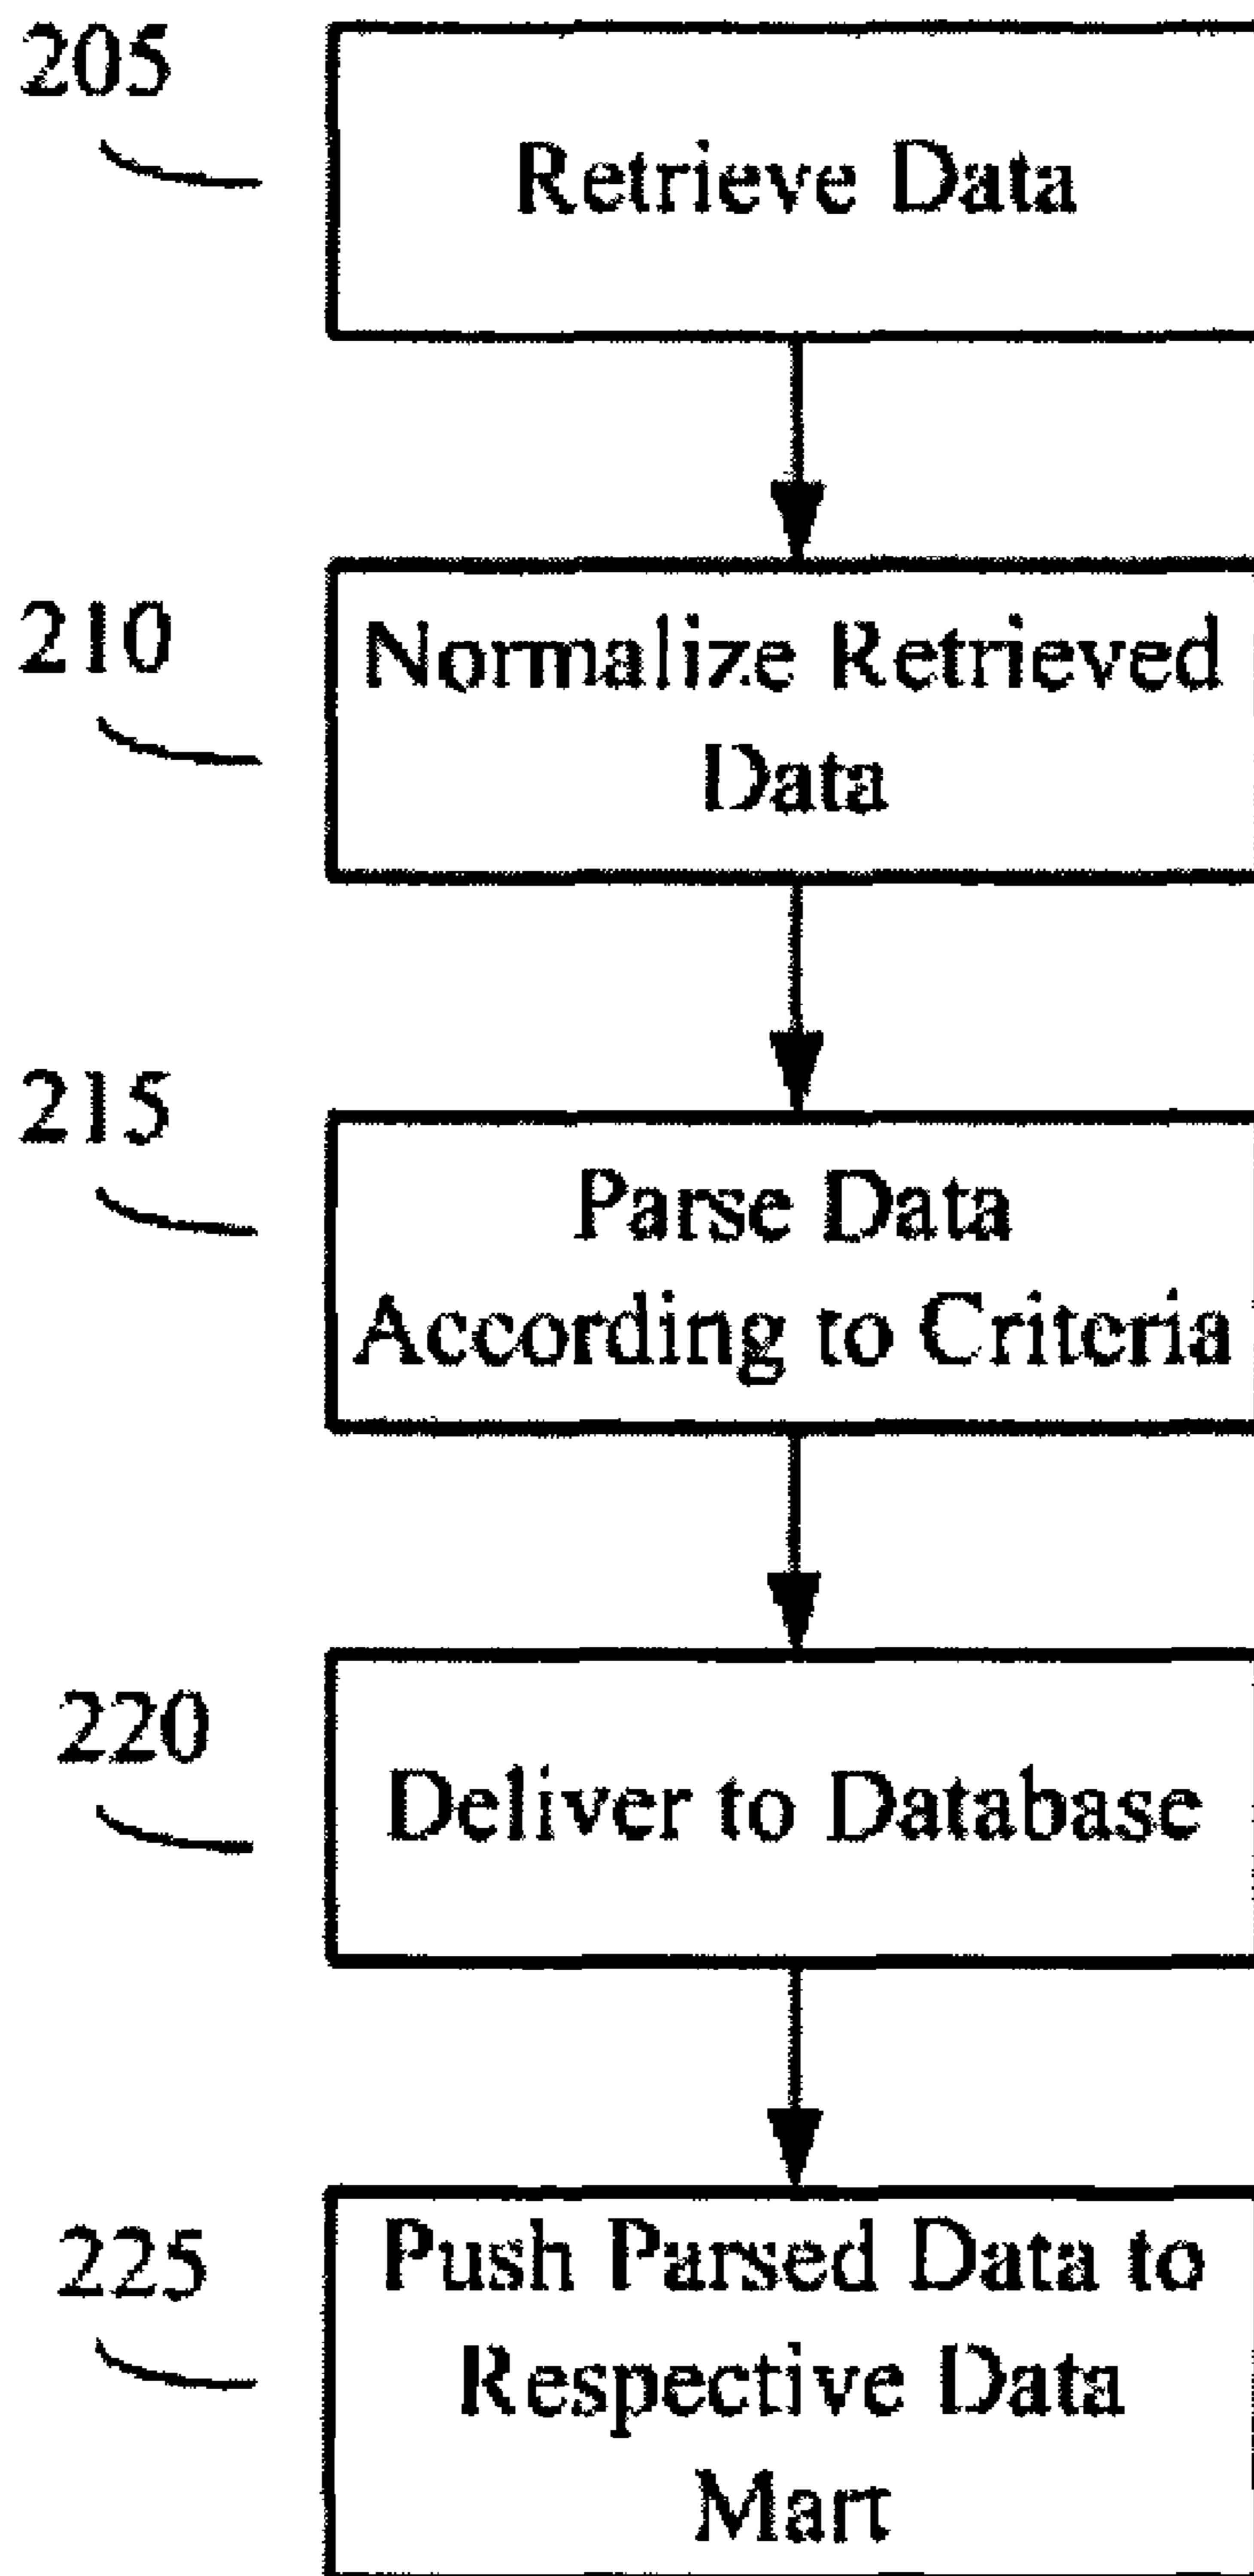 205
Retrieve Data
210
Normalize Retrieved
Data
215
Parse Data
According to Criteria
220
Deliver to Database
225
Push Parsed Data to
Respective Data
Mart